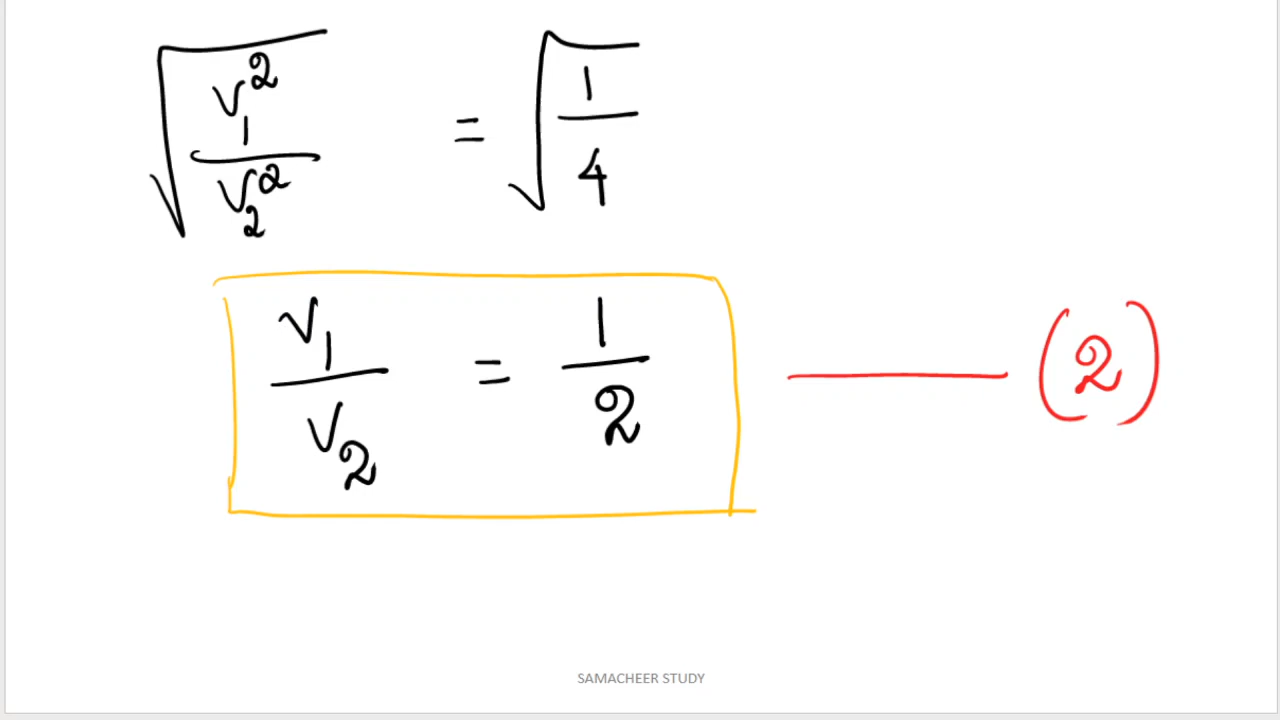 √(v₁²/v₂²) = √(1/4)
v₁/v₂ = 1/2 ——— (2)
SAMACHEER STUDY